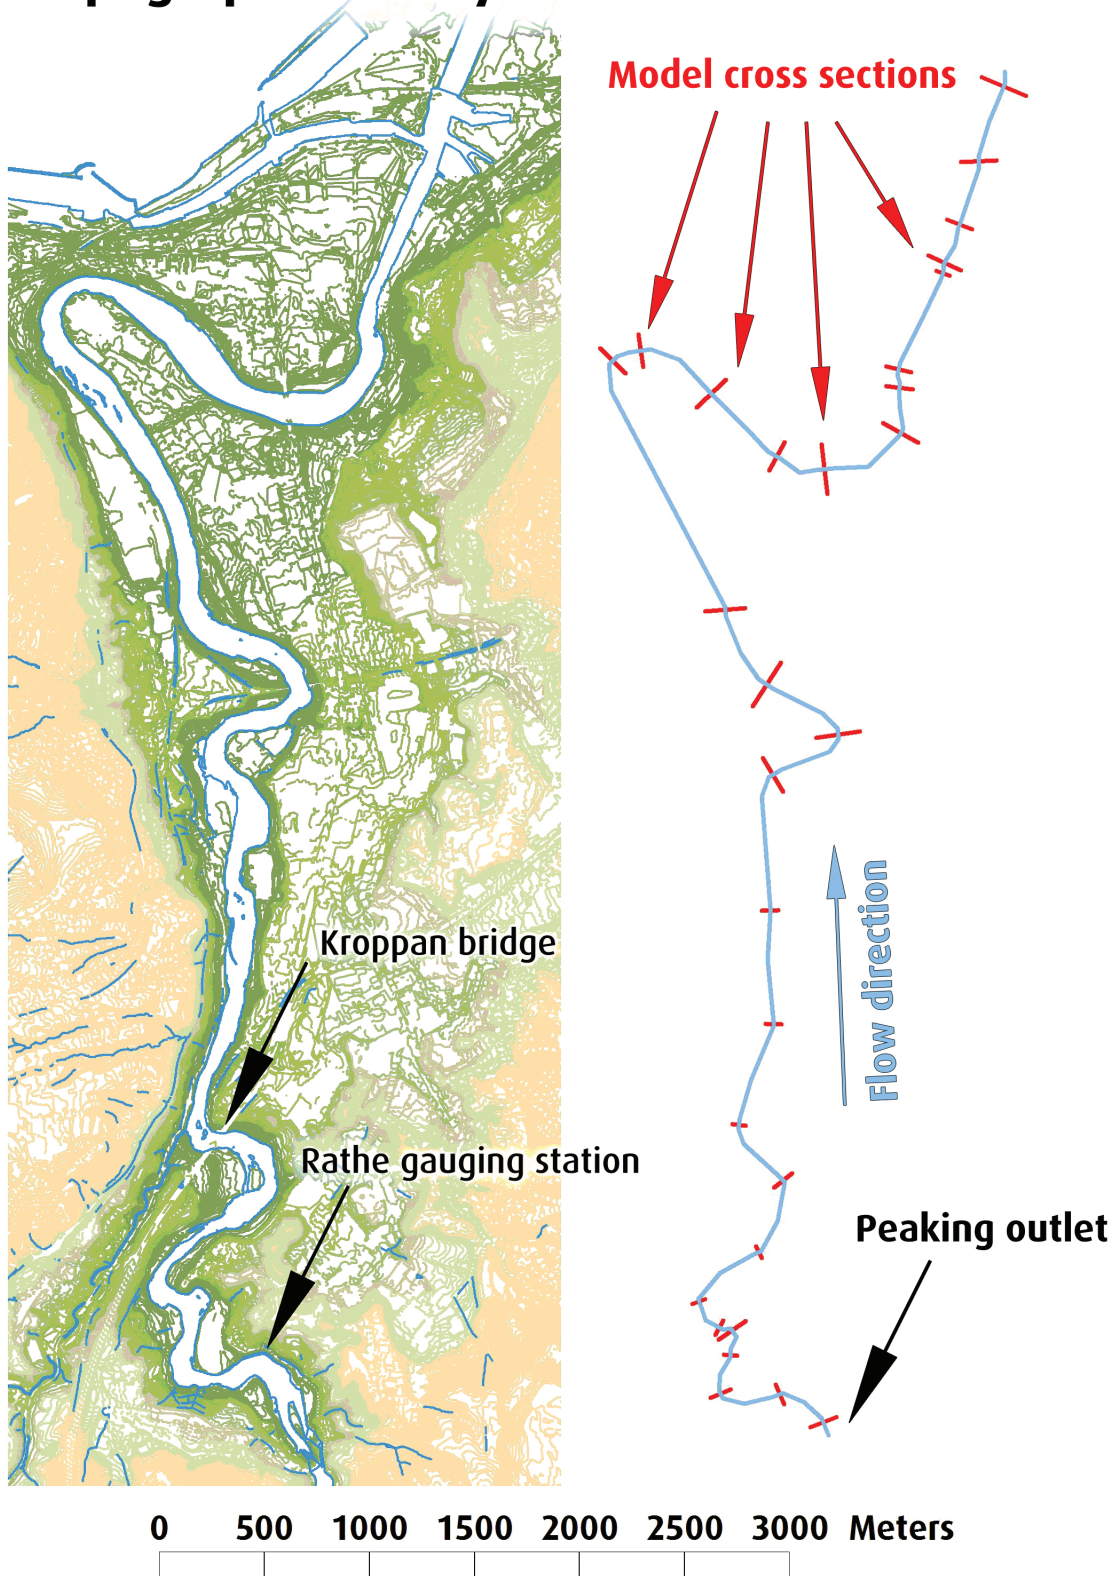 Model cross sections
Kroppan bridge
Flow direction
Rathe gauging station
Peaking outlet
0 500 1000 1500 2000 2500 3000 Meters